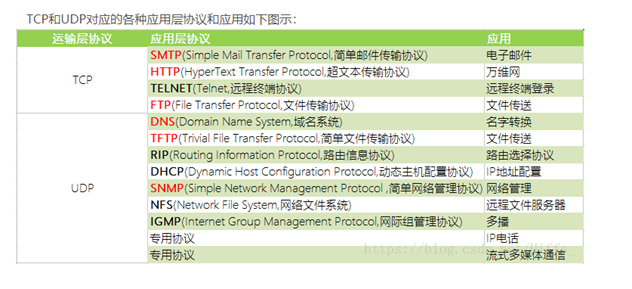 TCP和UDP对应的各种应用层协议和应用如下图示：
运输层协议 应用层协议 应用
SMTP(Simple Mail Transfer Protocol,简单邮件传输协议) 电子邮件
HTTP(HyperText Transfer Protocol,超文本传输协议) 万维网
TCP
TELNET(Telnet,远程终端协议) 远程终端登录
FTP(File Transfer Protocol,文件传输协议) 文件传送
DNS(Domain Name System,域名系统) 名字转换
TFTP(Trivial File Transfer Protocol,简单文件传输协议) 文件传送
RIP(Routing Information Protocol,路由信息协议) 路由选择协议
DHCP(Dynamic Host Configuration Protocol,动态主机配置协议) IP地址配置
UDP
SNMP(Simple Network Management Protocol ,简单网络管理协议) 网络管理
NFS(Network File System,网络文件系统) 远程文件服务器
IGMP(Internet Group Management Protocol,网际组管理协议) 多播
专用协议 IP电话
专用协议 流式多媒体通信